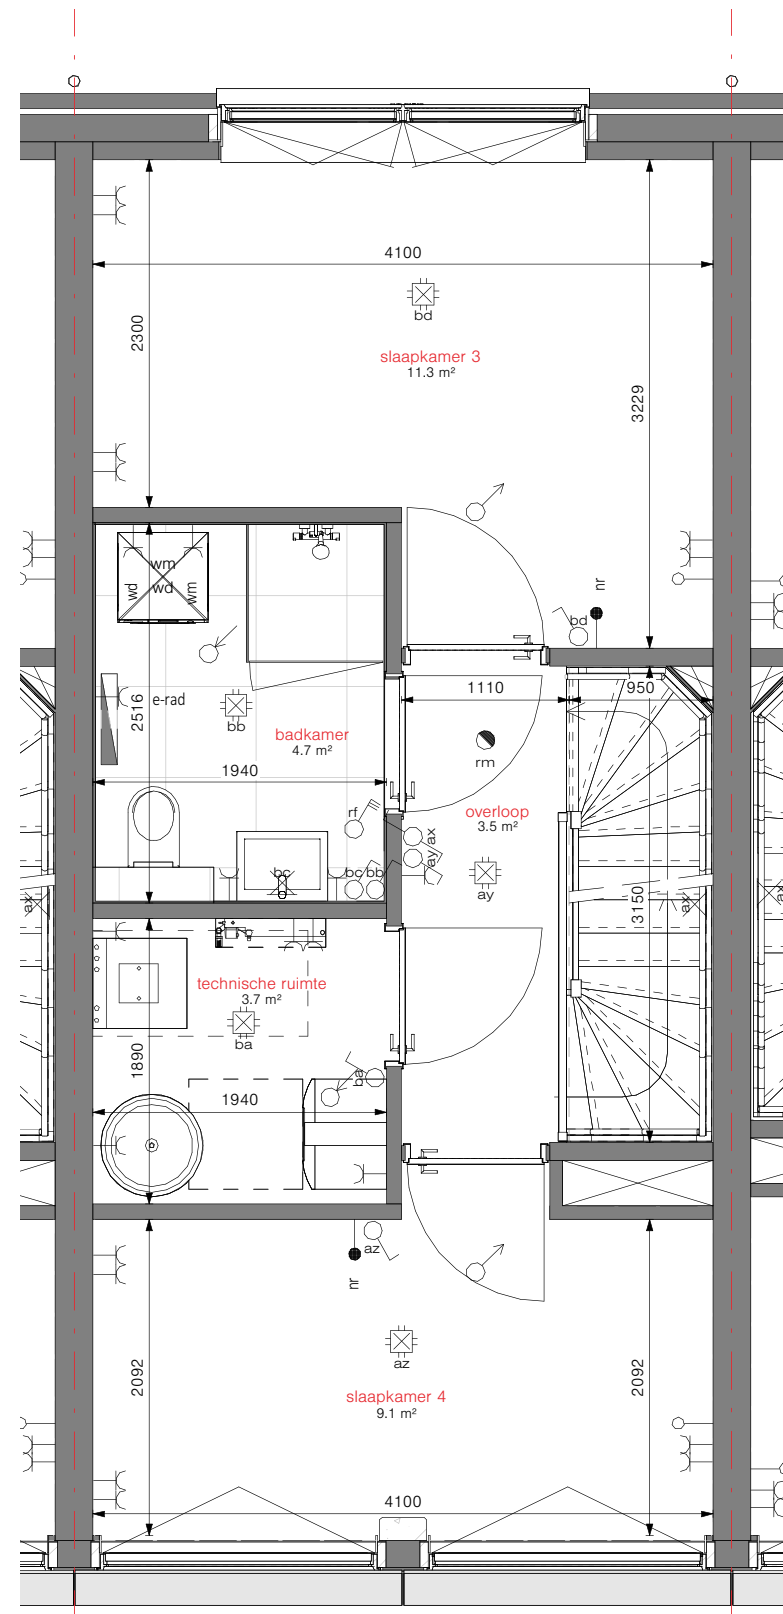 4100
bd
2300
slaapkamer 3
11.3 m²
3229
nr
bd
wm
wd
wd
wm
e-rad
2516
bb
badkamer
4.7 m²
1940
1110
950
rm
overloop
3.5 m²
rf
ax
ay
ay
bc
bc
bb
3150
ax
ax
ax
technische ruimte
3.7 m²
ba
1890
ba
1940
az
nr
az
2092
2092
slaapkamer 4
9.1 m²
4100